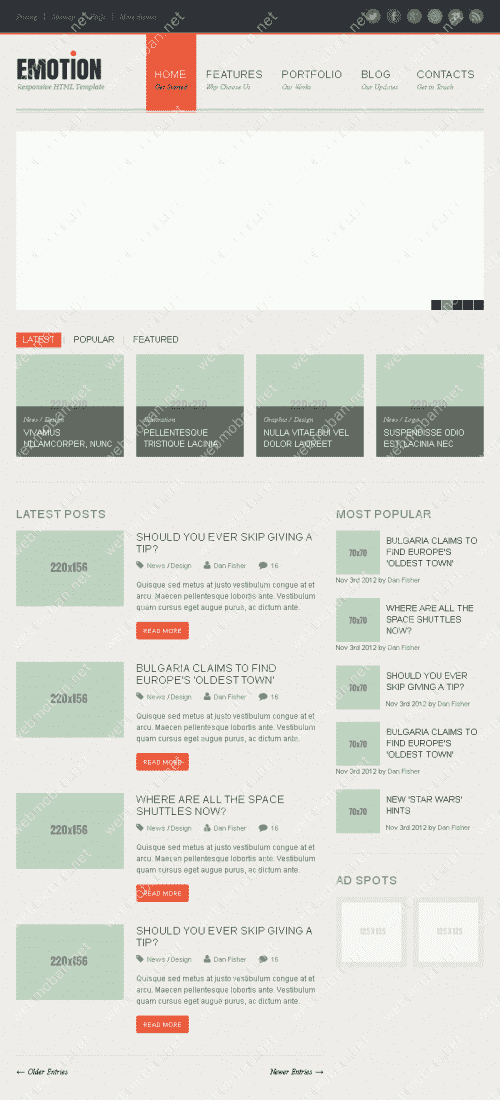 EMOTION
Responsive HTML Template
HOME
Get Started
FEATURES
Why Choose Us
PORTFOLIO
Our Works
BLOG
Our Updates
CONTACTS
Get in Touch
LATEST
POPULAR
FEATURED
220x210
220x210
220x210
220x210
News / Design
VIVAMUS
ULLAMCORPER, NUNC
Illustration
PELLENTESQUE
TRISTIQUE LACINIA
Graphics / Design
NULLA VITAE DUI VEL
DOLOR LAOREET
News / Logo
SUSPENDISSE ODIO
EST, LACINIA NEC
LATEST POSTS
220x156
SHOULD YOU EVER SKIP GIVING A
TIP?
News / Design
Dan Fisher
16
Quisque sed metus at justo vestibulum congue at et
arcu. Maecen pellentesque lobortis ante. Vestibulum
quam cursus eget augue purus, ac dictum ante.
READ MORE
220x156
BULGARIA CLAIMS TO FIND
EUROPE'S 'OLDEST TOWN'
News / Design
Dan Fisher
16
Quisque sed metus at justo vestibulum congue at et
arcu. Maecen pellentesque lobortis ante. Vestibulum
quam cursus eget augue purus, ac dictum ante.
READ MORE
220x156
WHERE ARE ALL THE SPACE
SHUTTLES NOW?
News / Design
Dan Fisher
16
Quisque sed metus at justo vestibulum congue at et
arcu. Maecen pellentesque lobortis ante. Vestibulum
quam cursus eget augue purus, ac dictum ante.
READ MORE
220x156
SHOULD YOU EVER SKIP GIVING A
TIP?
News / Design
Dan Fisher
16
Quisque sed metus at justo vestibulum congue at et
arcu. Maecen pellentesque lobortis ante. Vestibulum
quam cursus eget augue purus, ac dictum ante.
READ MORE
← Older Entries
Newer Entries →
MOST POPULAR
70x70
BULGARIA CLAIMS TO
FIND EUROPE'S
'OLDEST TOWN'
Nov 3rd 2012 by Dan Fisher
70x70
WHERE ARE ALL THE
SPACE SHUTTLES
NOW?
Nov 3rd 2012 by Dan Fisher
70x70
SHOULD YOU EVER
SKIP GIVING A TIP?
Nov 3rd 2012 by Dan Fisher
70x70
BULGARIA CLAIMS TO
FIND EUROPE'S
'OLDEST TOWN'
Nov 3rd 2012 by Dan Fisher
70x70
NEW 'STAR WARS'
HINTS
Nov 3rd 2012 by Dan Fisher
AD SPOTS
125x125
125x125